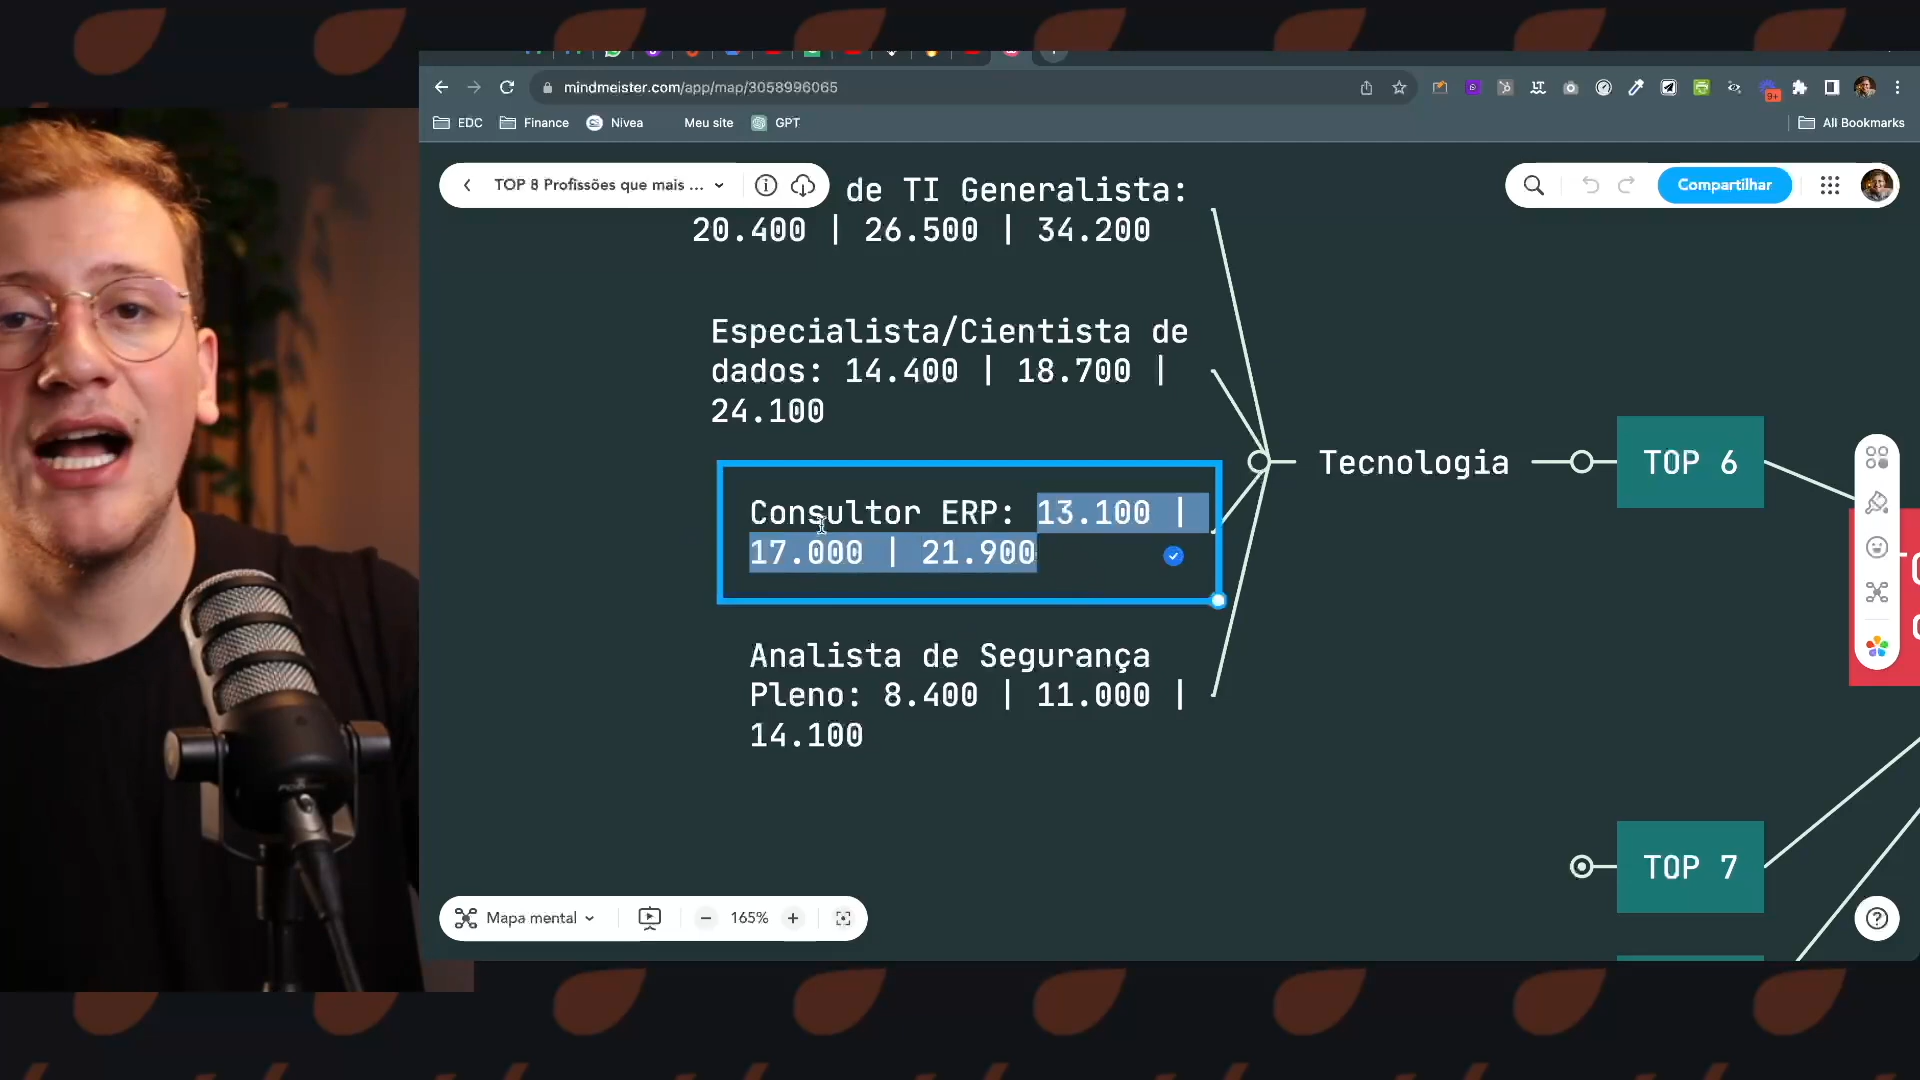 mindmeister.com/app/map/3058996065
9+
EDC
Finance
Nivea
Meu site
GPT
All Bookmarks
TOP 8 Profissões que mais ...
Compartilhar
de TI Generalista:
20.400 | 26.500 | 34.200
Especialista/Cientista de
dados: 14.400 | 18.700 |
24.100
Consultor ERP: 13.100 |
17.000 | 21.900
Analista de Segurança
Pleno: 8.400 | 11.000 |
14.100
Tecnologia
TOP 6
TOP 7
Mapa mental
165%